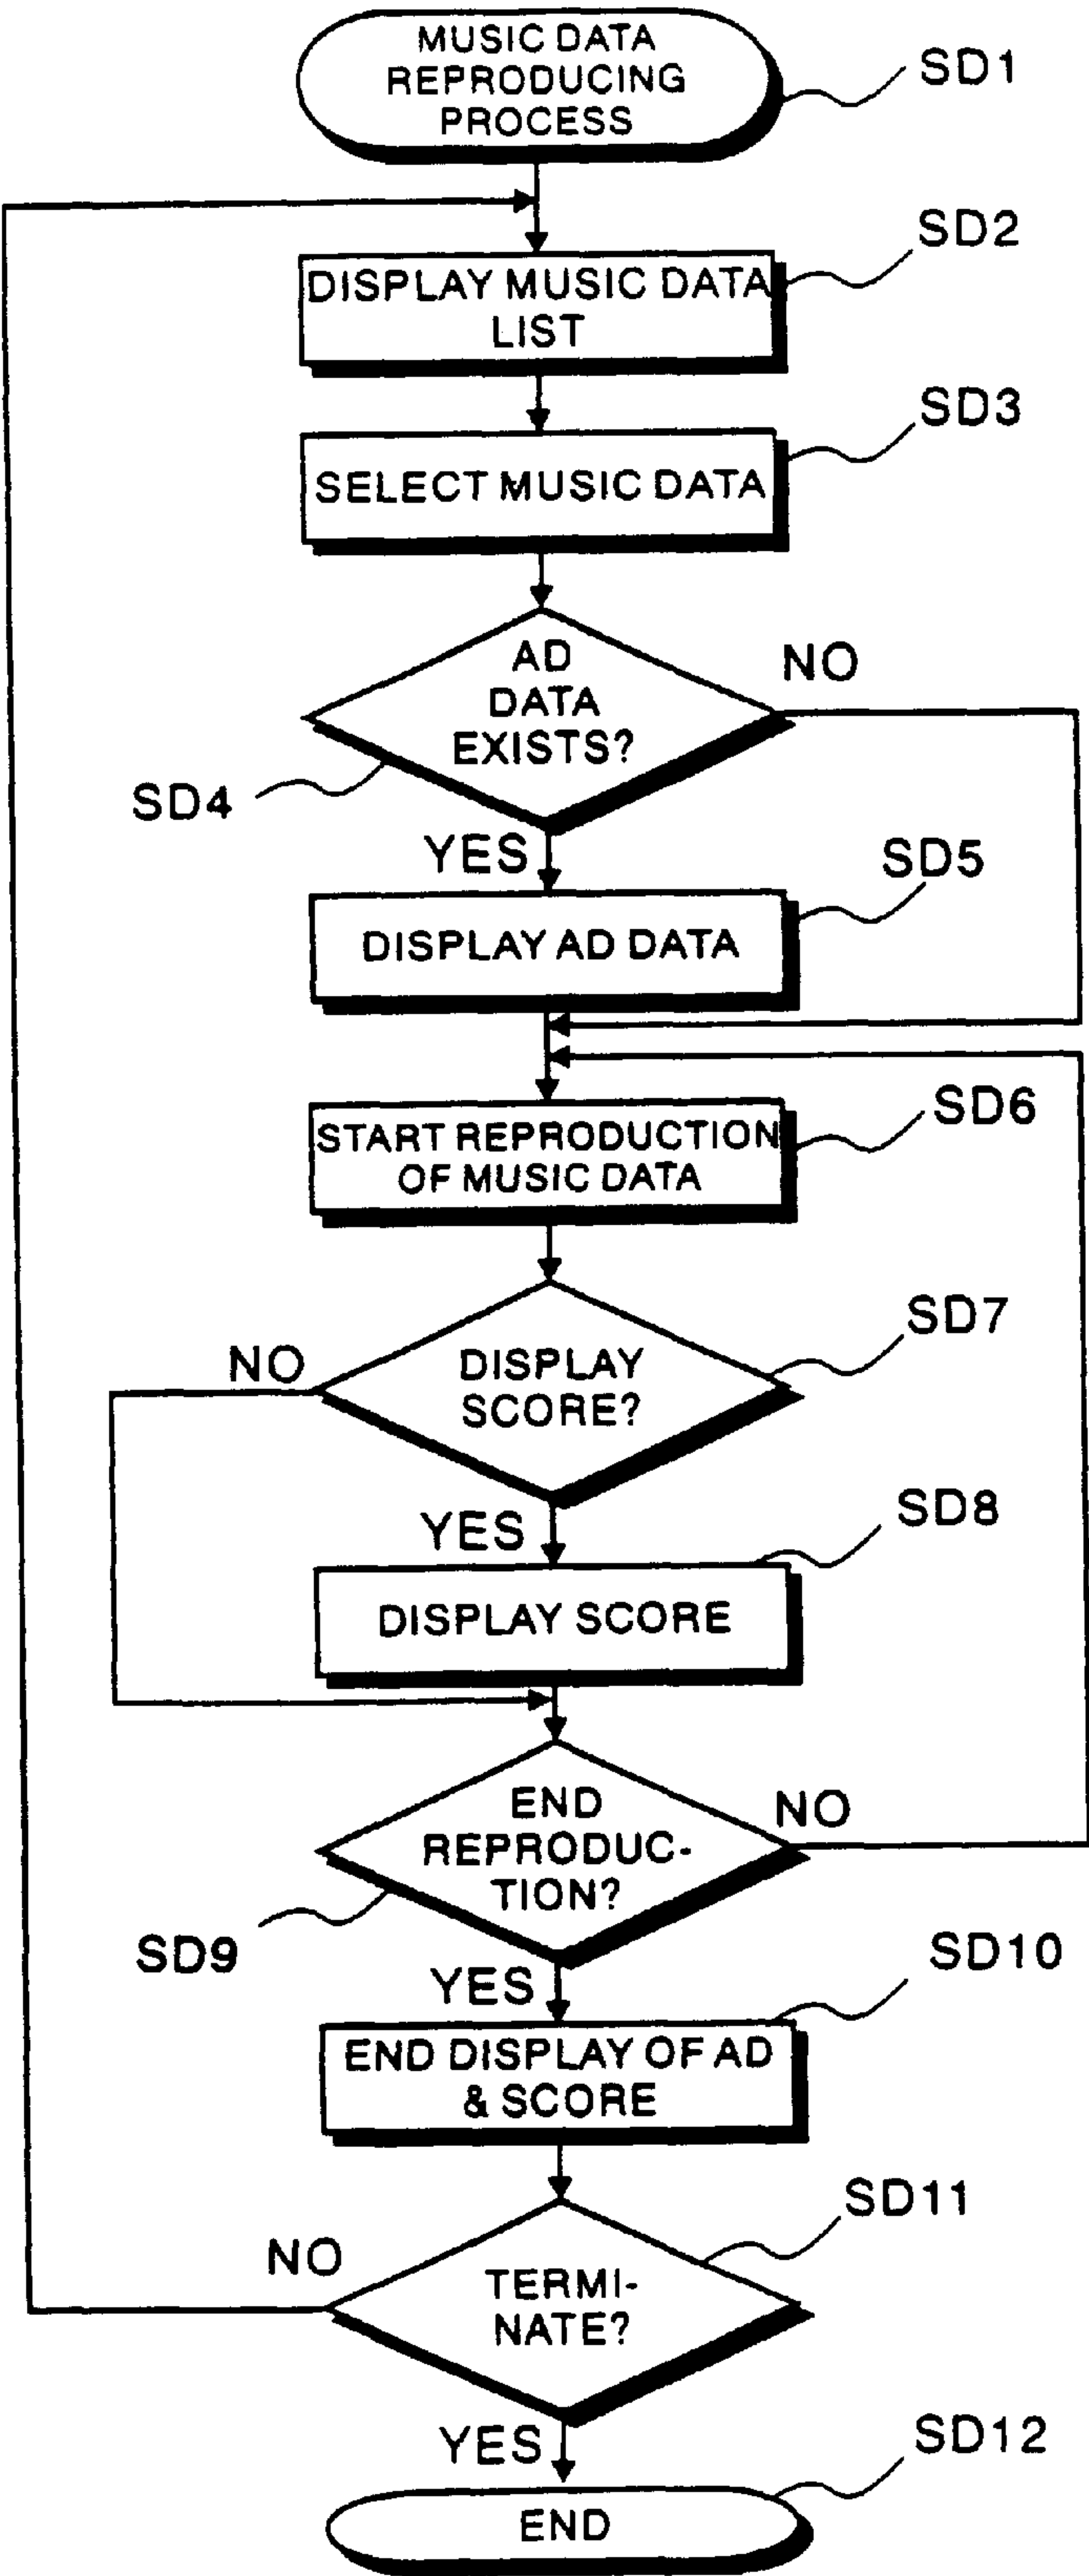 MUSIC DATA
REPRODUCING
PROCESS
SD1
SD2
DISPLAY MUSIC DATA
LIST
SD3
SELECT MUSIC DATA
AD
DATA
EXISTS?
NO
SD4
YES
SD5
DISPLAY AD DATA
SD6
START REPRODUCTION
OF MUSIC DATA
SD7
NO
DISPLAY
SCORE?
YES
SD8
DISPLAY SCORE
END
REPRODUC-
TION?
NO
SD9
YES
SD10
END DISPLAY OF AD
& SCORE
SD11
NO
TERMI-
NATE?
YES
SD12
END